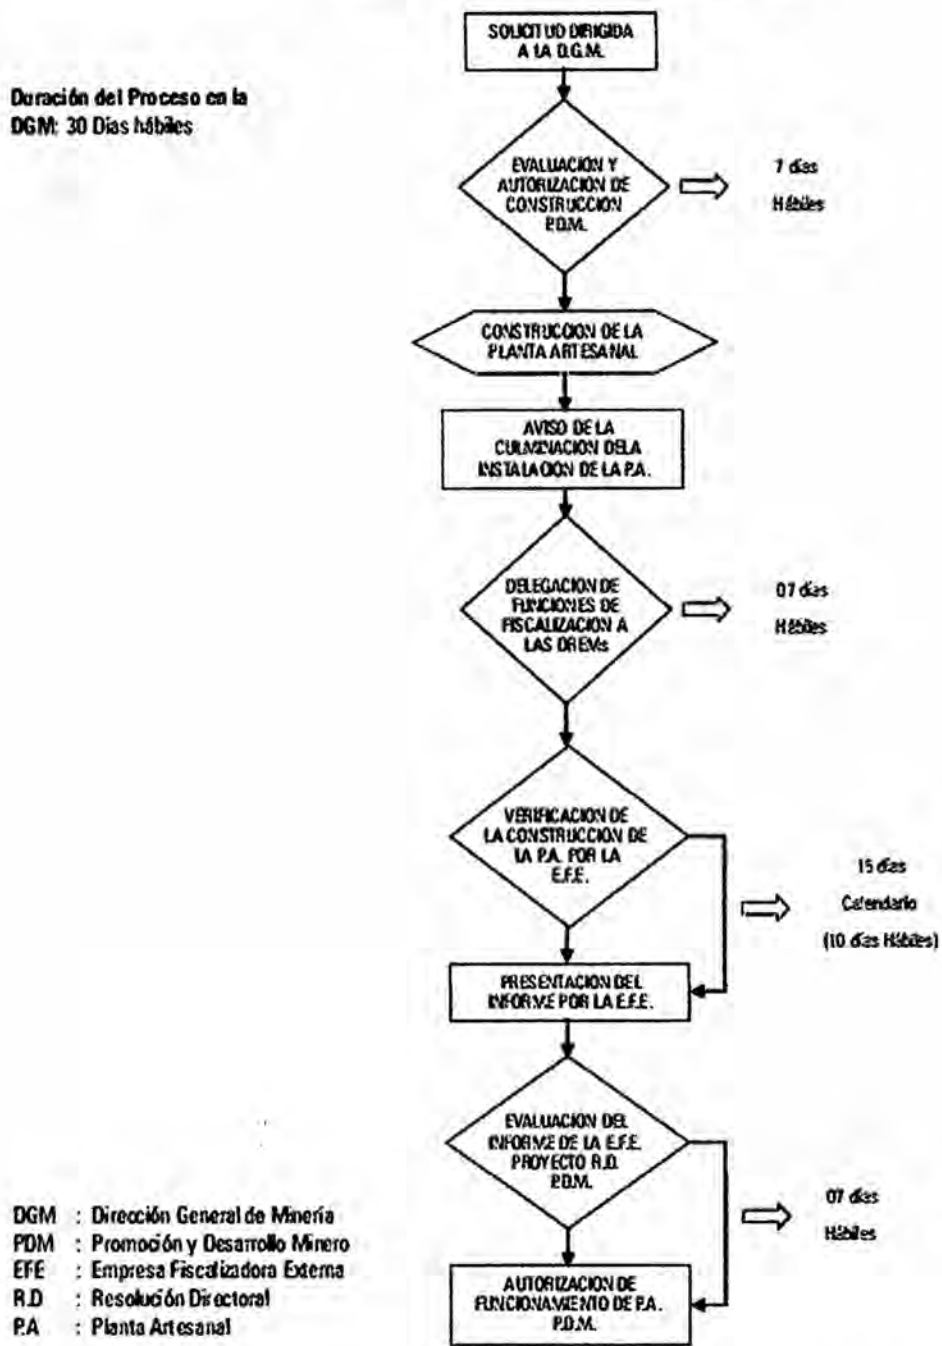 SOLICITUD DIRIGIDA
A LA D.G.M.
Duración del Proceso en la
DGM: 30 Días hábiles
EVALUACION Y
AUTORIZACION DE
CONSTRUCCION
P.D.M.
7 días
Hábiles
CONSTRUCCION DE LA
PLANTA ARTESANAL
AVISO DE LA
CULMINACION DELA
INSTALACION DE LA P.A.
DELEGACION DE
FUNCIONES DE
FISCALIZACION A
LAS DREMs
07 días
Hábiles
VERIFICACION DE
LA CONSTRUCCION DE
LA P.A. POR LA
E.F.E.
15 días
Calendario
(10 días Hábiles)
PRESENTACION DEL
INFORME POR LA E.F.E.
EVALUACION DEL
INFORME DE LA E.F.E.
PROYECTO R.D.
P.D.M.
07 días
Hábiles
AUTORIZACION DE
FUNCIONAMIENTO DE P.A.
P.D.M.
DGM : Dirección General de Minería
PDM : Promoción y Desarrollo Minero
EFE : Empresa Fiscalizadora Externa
R.D : Resolución Directoral
P.A : Planta Artesanal